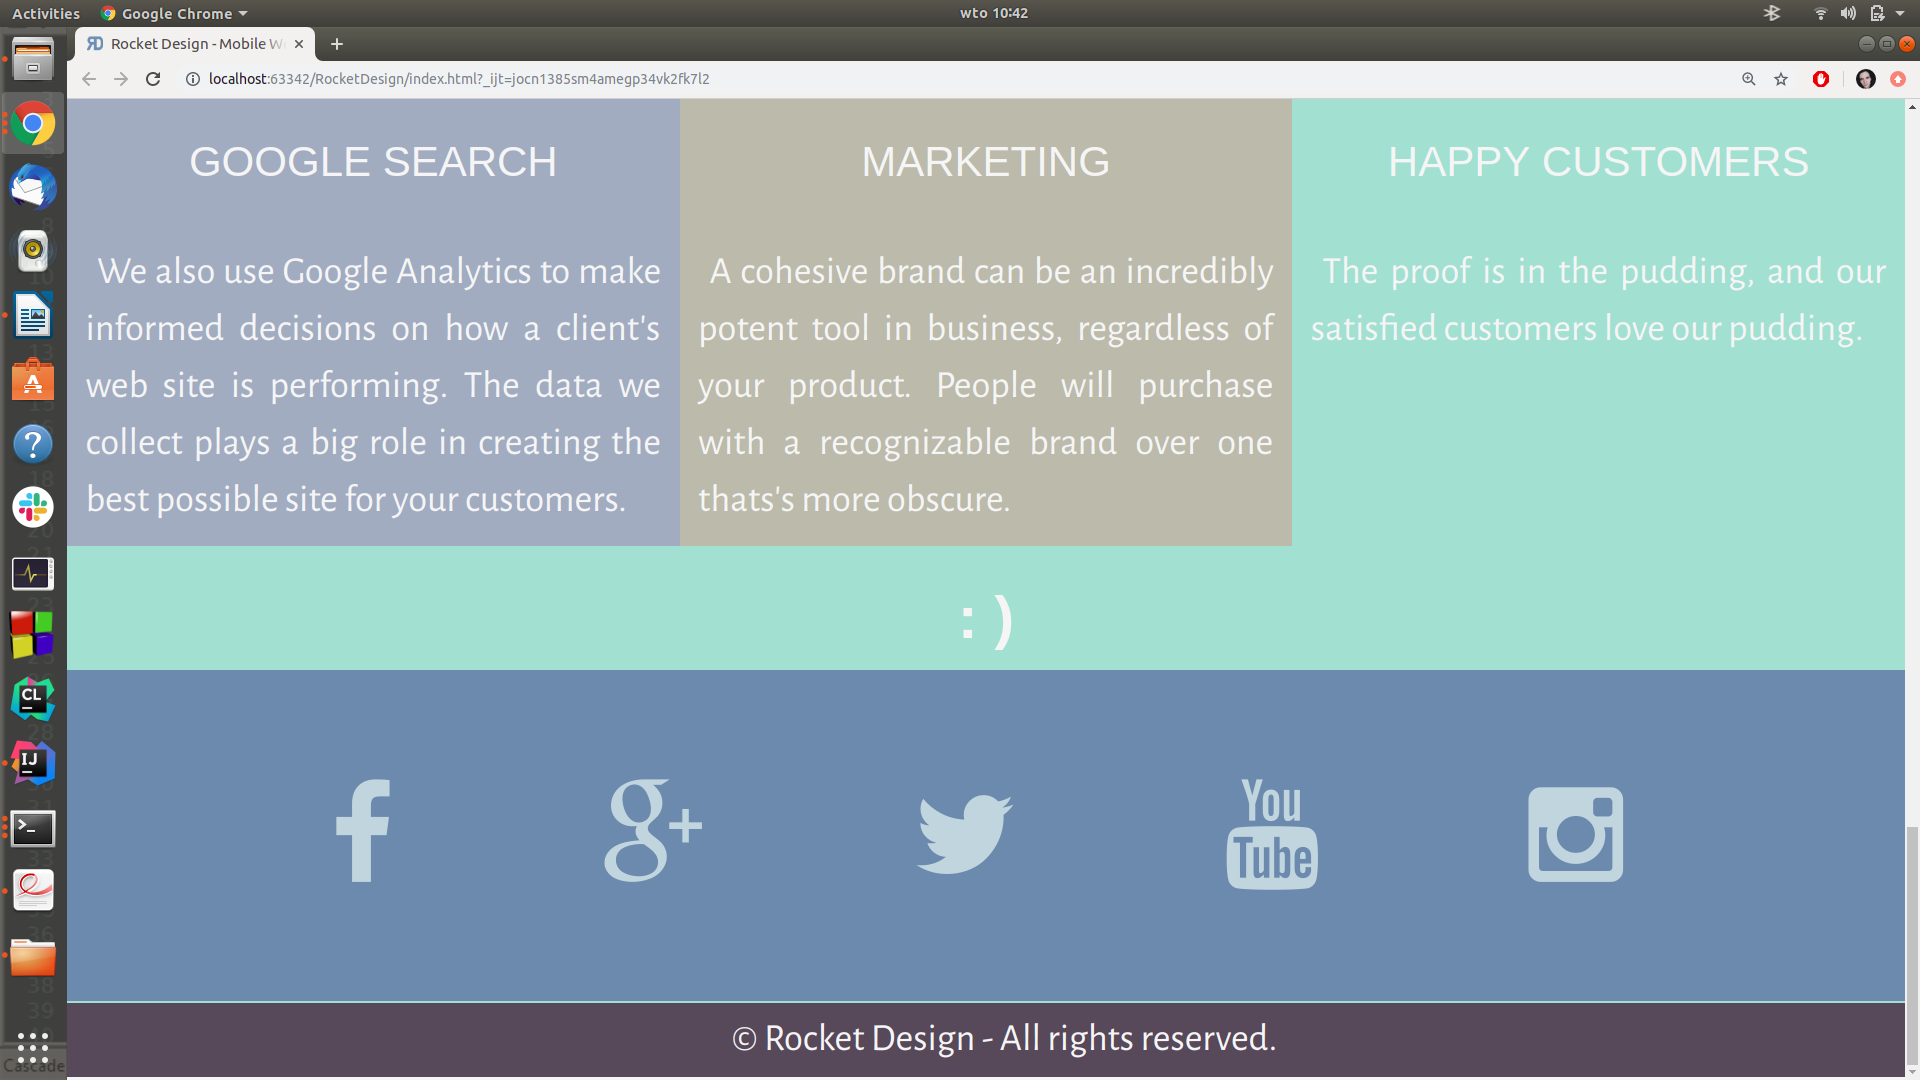 Activities
Google Chrome
wto 10:42
Rocket Design - Mobile W
localhost:63342/RocketDesign/index.html?_ijt=jocn1385sm4amegp34vk2fk7l2
GOOGLE SEARCH
We also use Google Analytics to make
informed decisions on how a client's
web site is performing. The data we
collect plays a big role in creating the
best possible site for your customers.
MARKETING
A cohesive brand can be an incredibly
potent tool in business, regardless of
your product. People will purchase
with a recognizable brand over one
thats's more obscure.
HAPPY CUSTOMERS
The proof is in the pudding, and our
satisfied customers love our pudding.
: )
f
g+
You
Tube
© Rocket Design - All rights reserved.
CL
IJ
Cascade